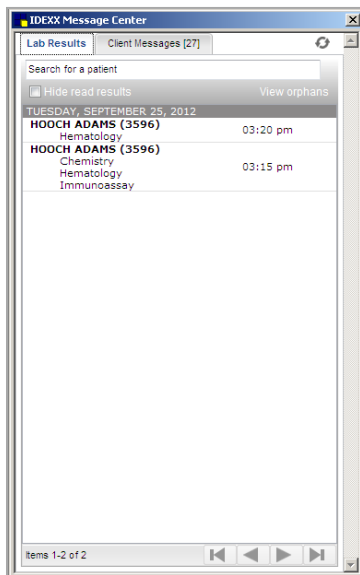 IDEXX Message Center
Lab Results Client Messages [27]
Search for a patient
Hide read results View orphans
TUESDAY, SEPTEMBER 25, 2012
HOOCH ADAMS (3596)
Hematology 03:20 pm
HOOCH ADAMS (3596)
Chemistry
Hematology 03:15 pm
Immunoassay
Items 1-2 of 2